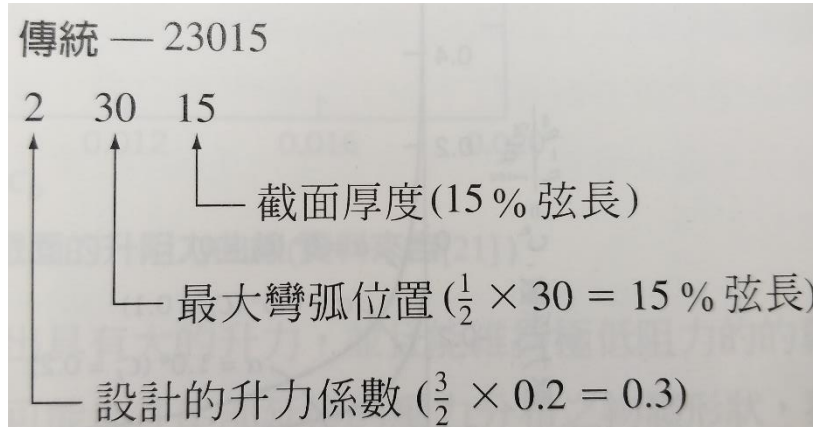 傳統 — 23015
2 30 15
截面厚度(15 % 弦長)
最大彎弧位置(½ × 30 = 15 % 弦長)
設計的升力係數 (3/2 × 0.2 = 0.3)